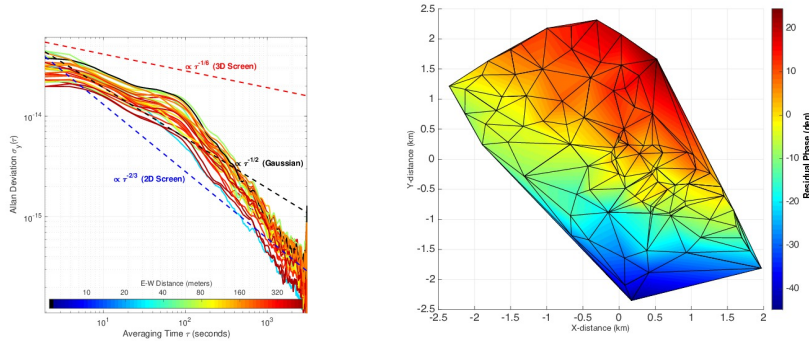 ∝ τ^-1/6 (3D Screen)
∝ τ^-1/2 (Gaussian)
∝ τ^-2/3 (2D Screen)
10^-14
10^-15
Allan Deviation σ_y(τ)
E-W Distance (meters)
10 20 40 80 160 320
10^1 10^2 10^3
Averaging Time τ (seconds)
2.5
2
1.5
1
0.5
0
-0.5
-1
-1.5
-2
2.5
Y-distance (km)
-2.5 -2 -1.5 -1 -0.5 0 0.5 1 1.5 2
X-distance (km)
20
10
0
-10
-20
-30
-40
Residual Phase (deg)